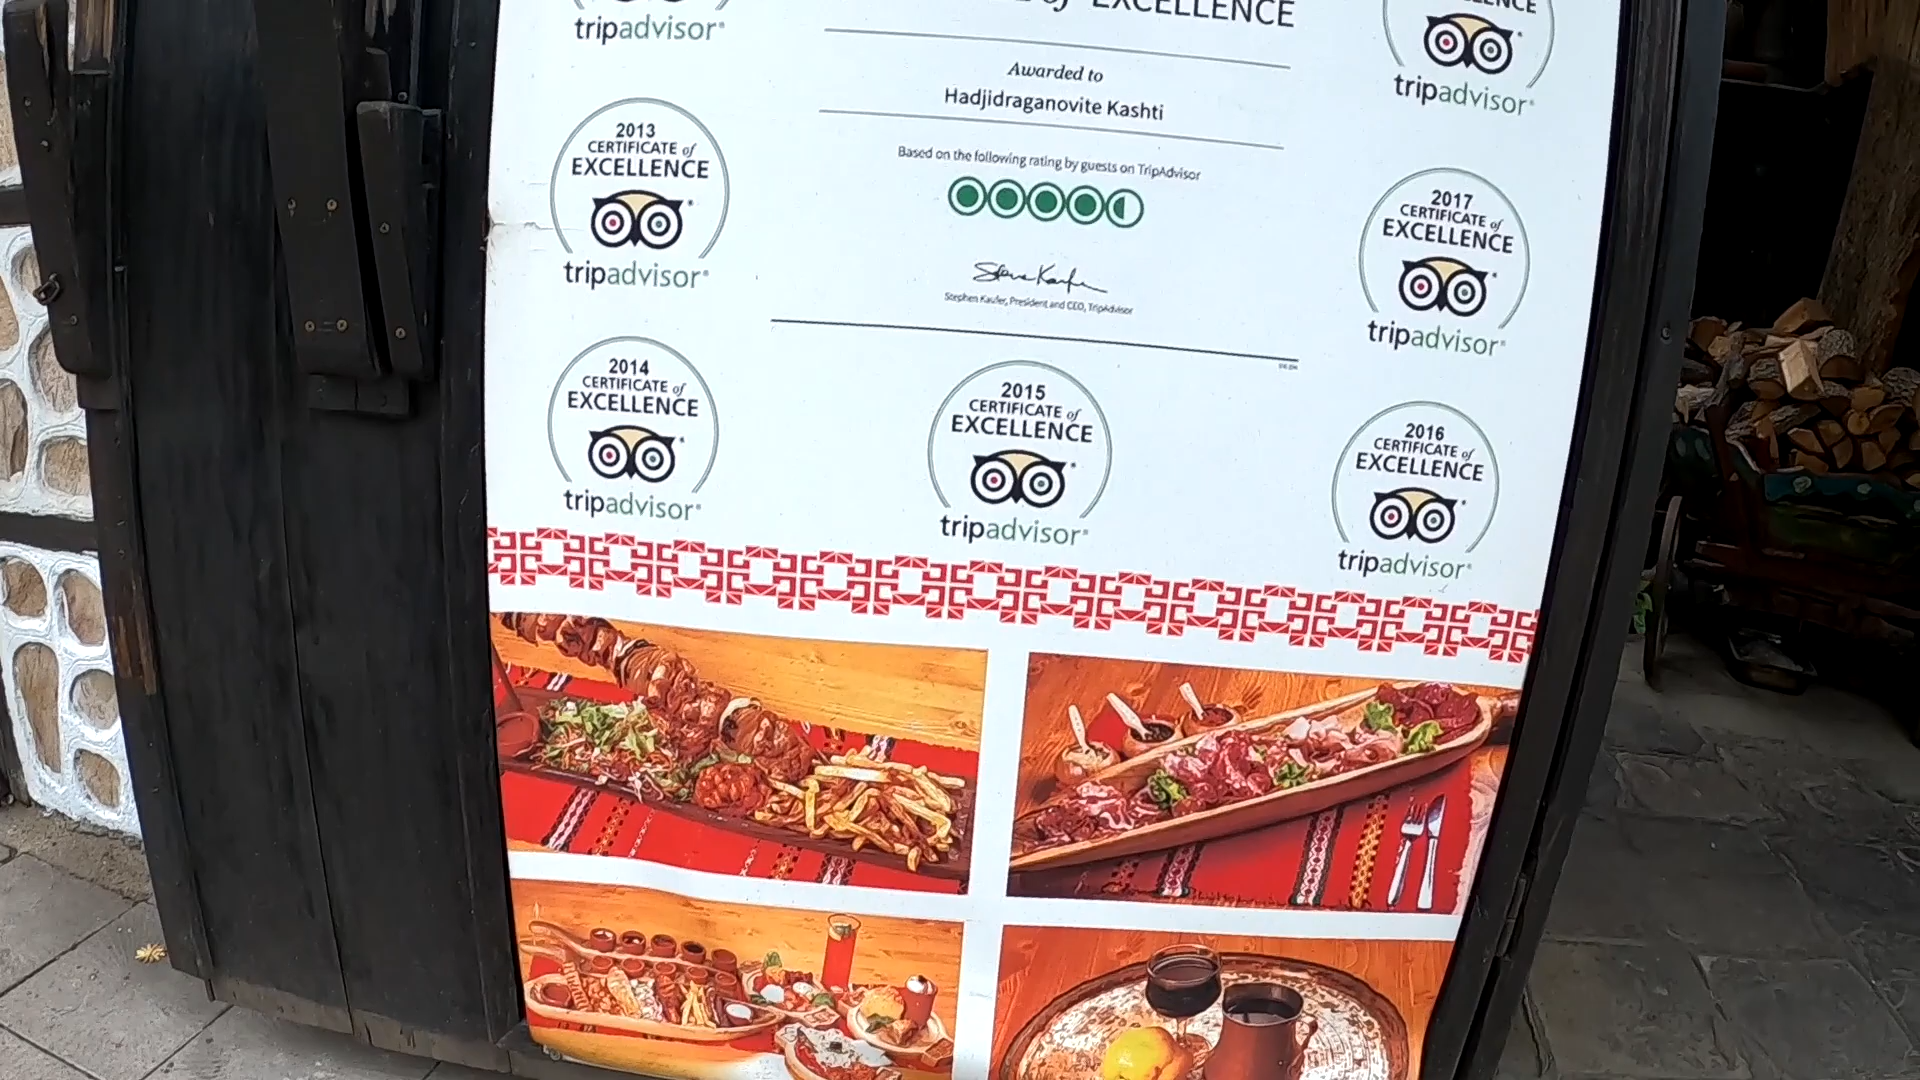 of EXCELLENCE
tripadvisor
Awarded to
Hadjidraganovite Kashti
Based on the following rating by guests on TripAdvisor
Stephen Kaufer, President and CEO, TripAdvisor
tripadvisor
2013
CERTIFICATE of
EXCELLENCE
tripadvisor
2017
CERTIFICATE of
EXCELLENCE
tripadvisor
2014
CERTIFICATE of
EXCELLENCE
tripadvisor
2015
CERTIFICATE of
EXCELLENCE
tripadvisor
2016
CERTIFICATE of
EXCELLENCE
tripadvisor